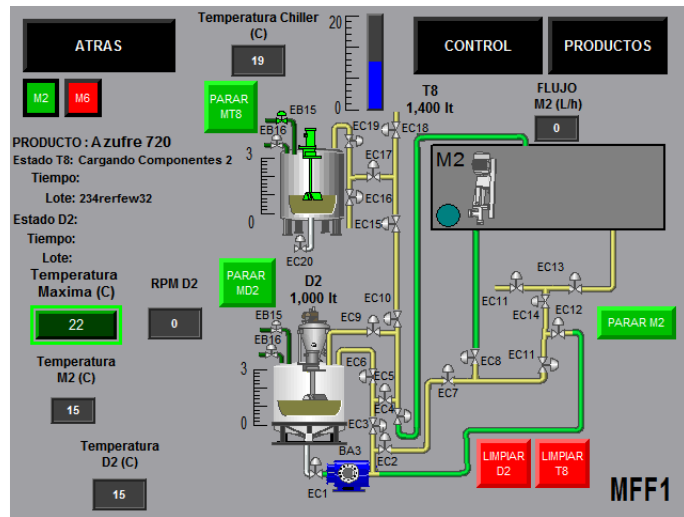 ATRAS
Temperatura Chiller
(C)
19
20
0
CONTROL
PRODUCTOS
M2
M6
PARAR
MT8
T8
1,400 lt
FLUJO
M2 (L/h)
0
EB15
EB16
EC19
EC18
PRODUCTO : Azufre 720
Estado T8: Cargando Componentes 2
Tiempo:
Lote: 234rerfew32
Estado D2:
Tiempo:
Lote:
3
0
EC17
EC15
EC20
M2
Temperatura
Maxima (C)
22
RPM D2
0
PARAR
MD2
D2
1,000 lt
EC10
EC9
EB15
EB16
EC6
EC5
EC4
EC3
EC2
3
0
EC13
EC11
EC14
EC12
PARAR M2
EC8
EC11
EC7
Temperatura
M2 (C)
15
Temperatura
D2 (C)
15
BA3
EC1
LIMPIAR
D2
LIMPIAR
T8
MFF1